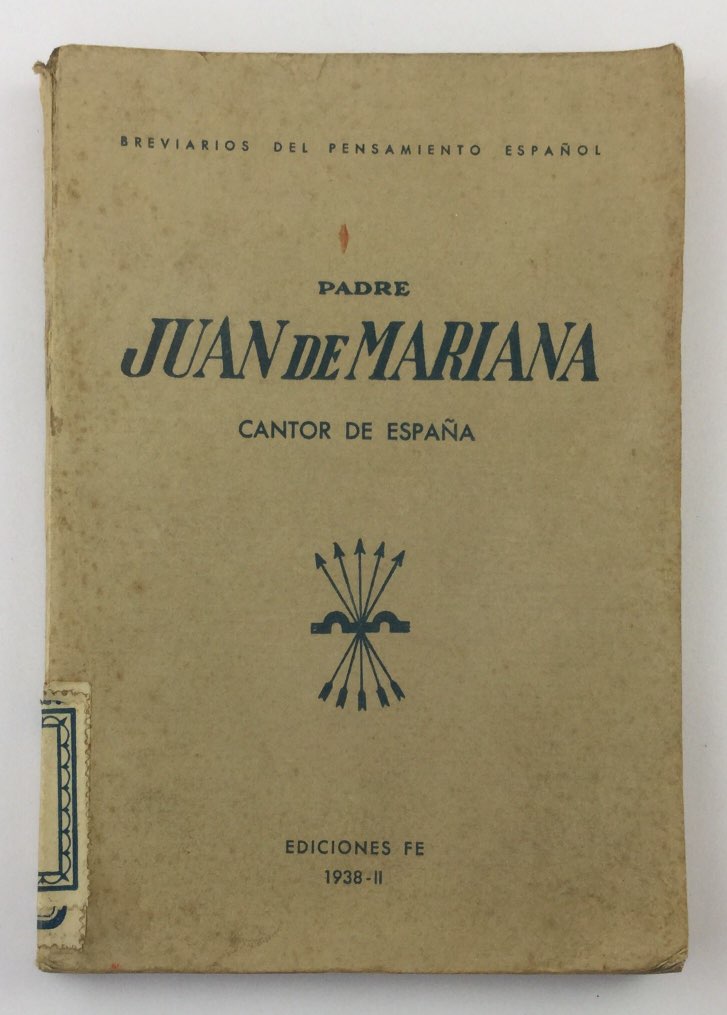 BREVIARIOS DEL PENSAMIENTO ESPAÑOL
PADRE
JUAN DE MARIANA
CANTOR DE ESPAÑA
EDICIONES FE
1938-II